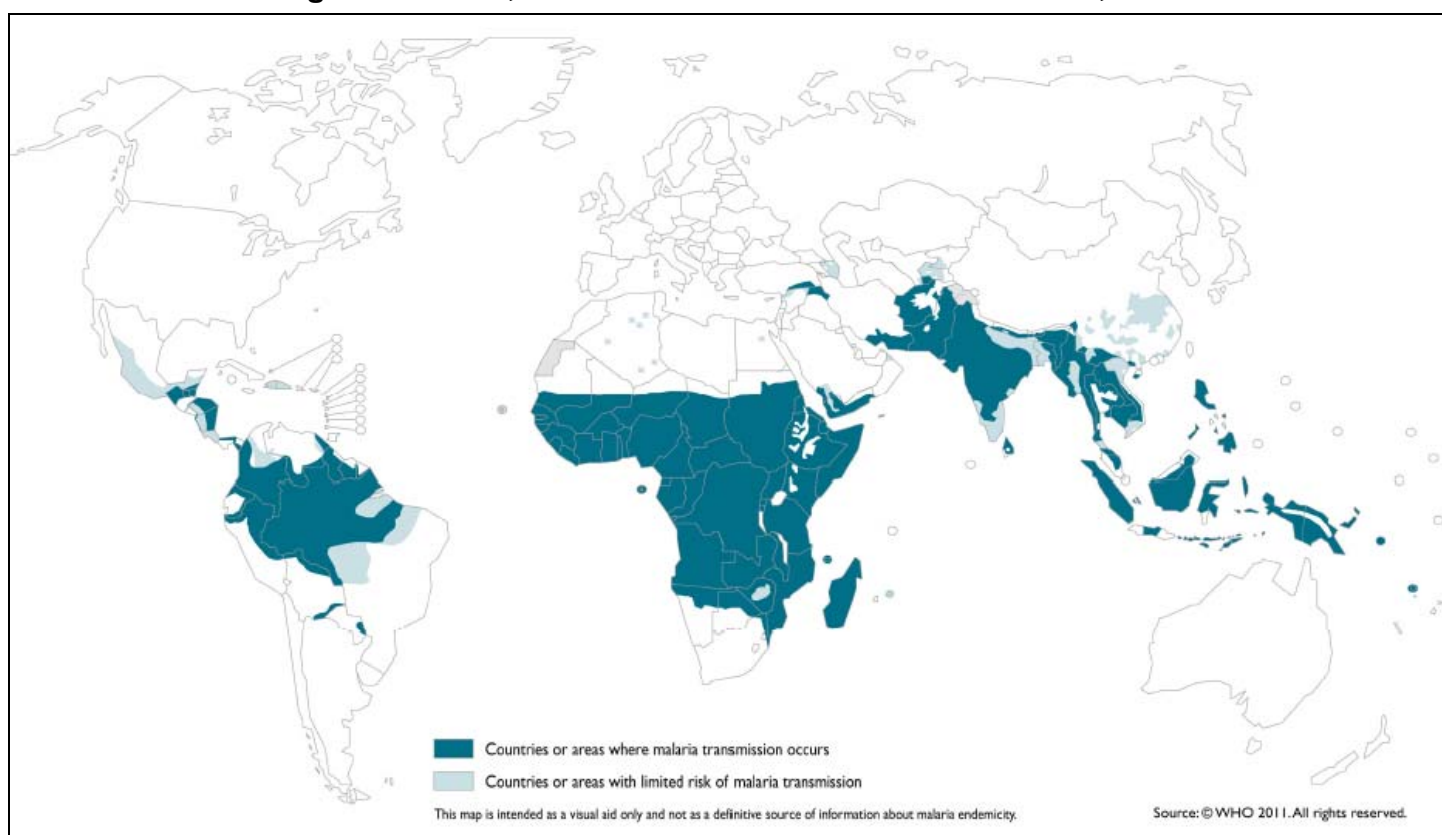 Countries or areas where malaria transmission occurs
Countries or areas with limited risk of malaria transmission
This map is intended as a visual aid only and not as a definitive source of information about malaria endemicity.
Source: © WHO 2011. All rights reserved.